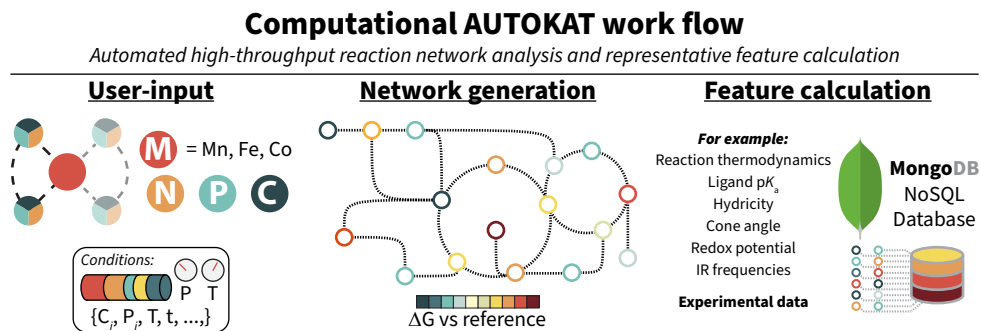 Computational AUTOKAT work flow
Automated high-throughput reaction network analysis and representative feature calculation
User-input
M = Mn, Fe, Co
N P C
Conditions:
P T
{Cᵢ, Pᵢ, T, t, ...,}
Network generation
ΔG vs reference
Feature calculation
For example:
Reaction thermodynamics
Ligand pKₐ
Hydricity
Cone angle
Redox potential
IR frequencies
Experimental data
MongoDB
NoSQL
Database